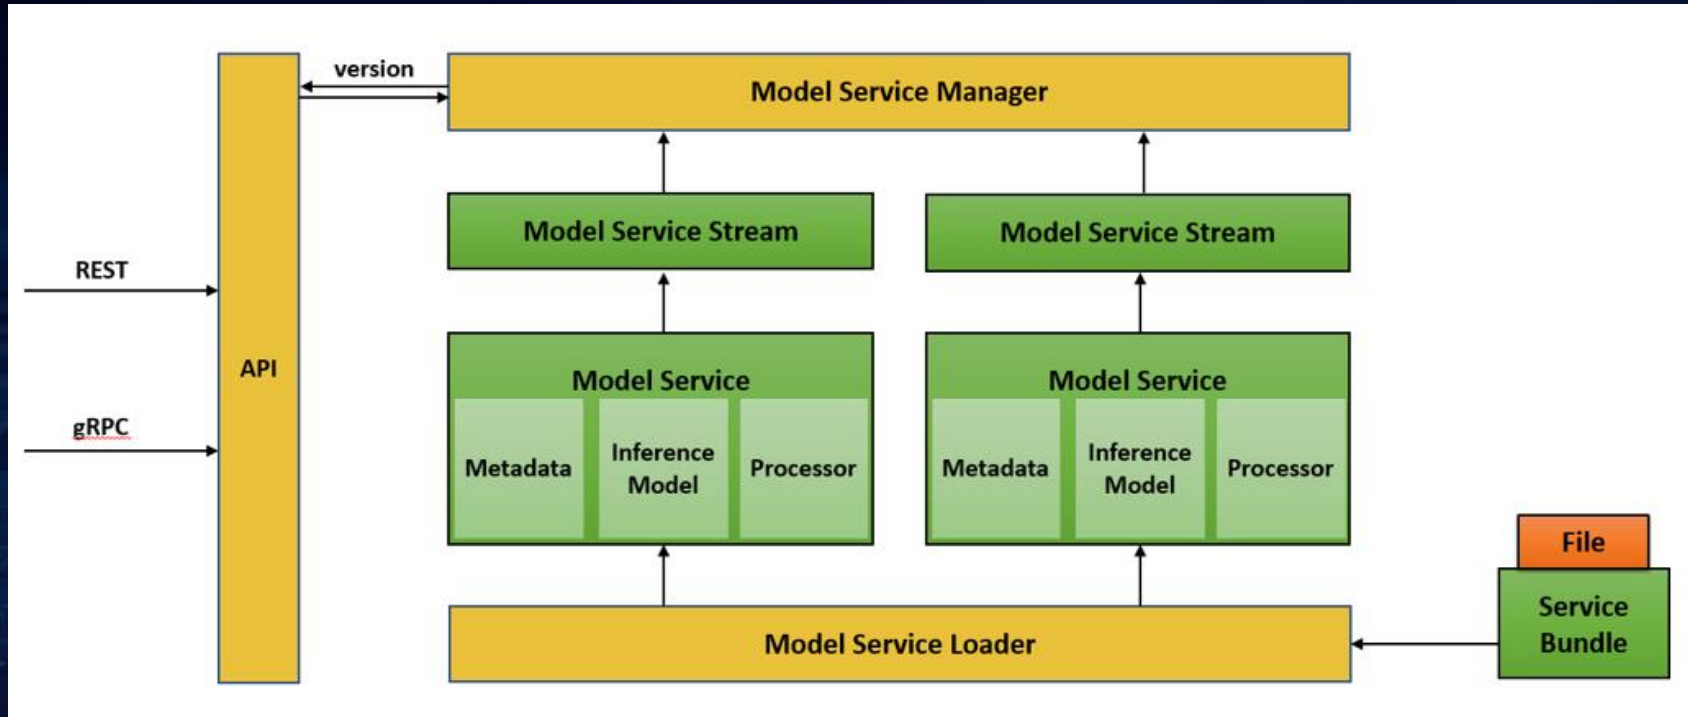 version
Model Service Manager
Model Service Stream
Model Service Stream
REST
API
gRPC
Model Service
Metadata
Inference
Model
Processor
Model Service
Metadata
Inference
Model
Processor
File
Service
Bundle
Model Service Loader